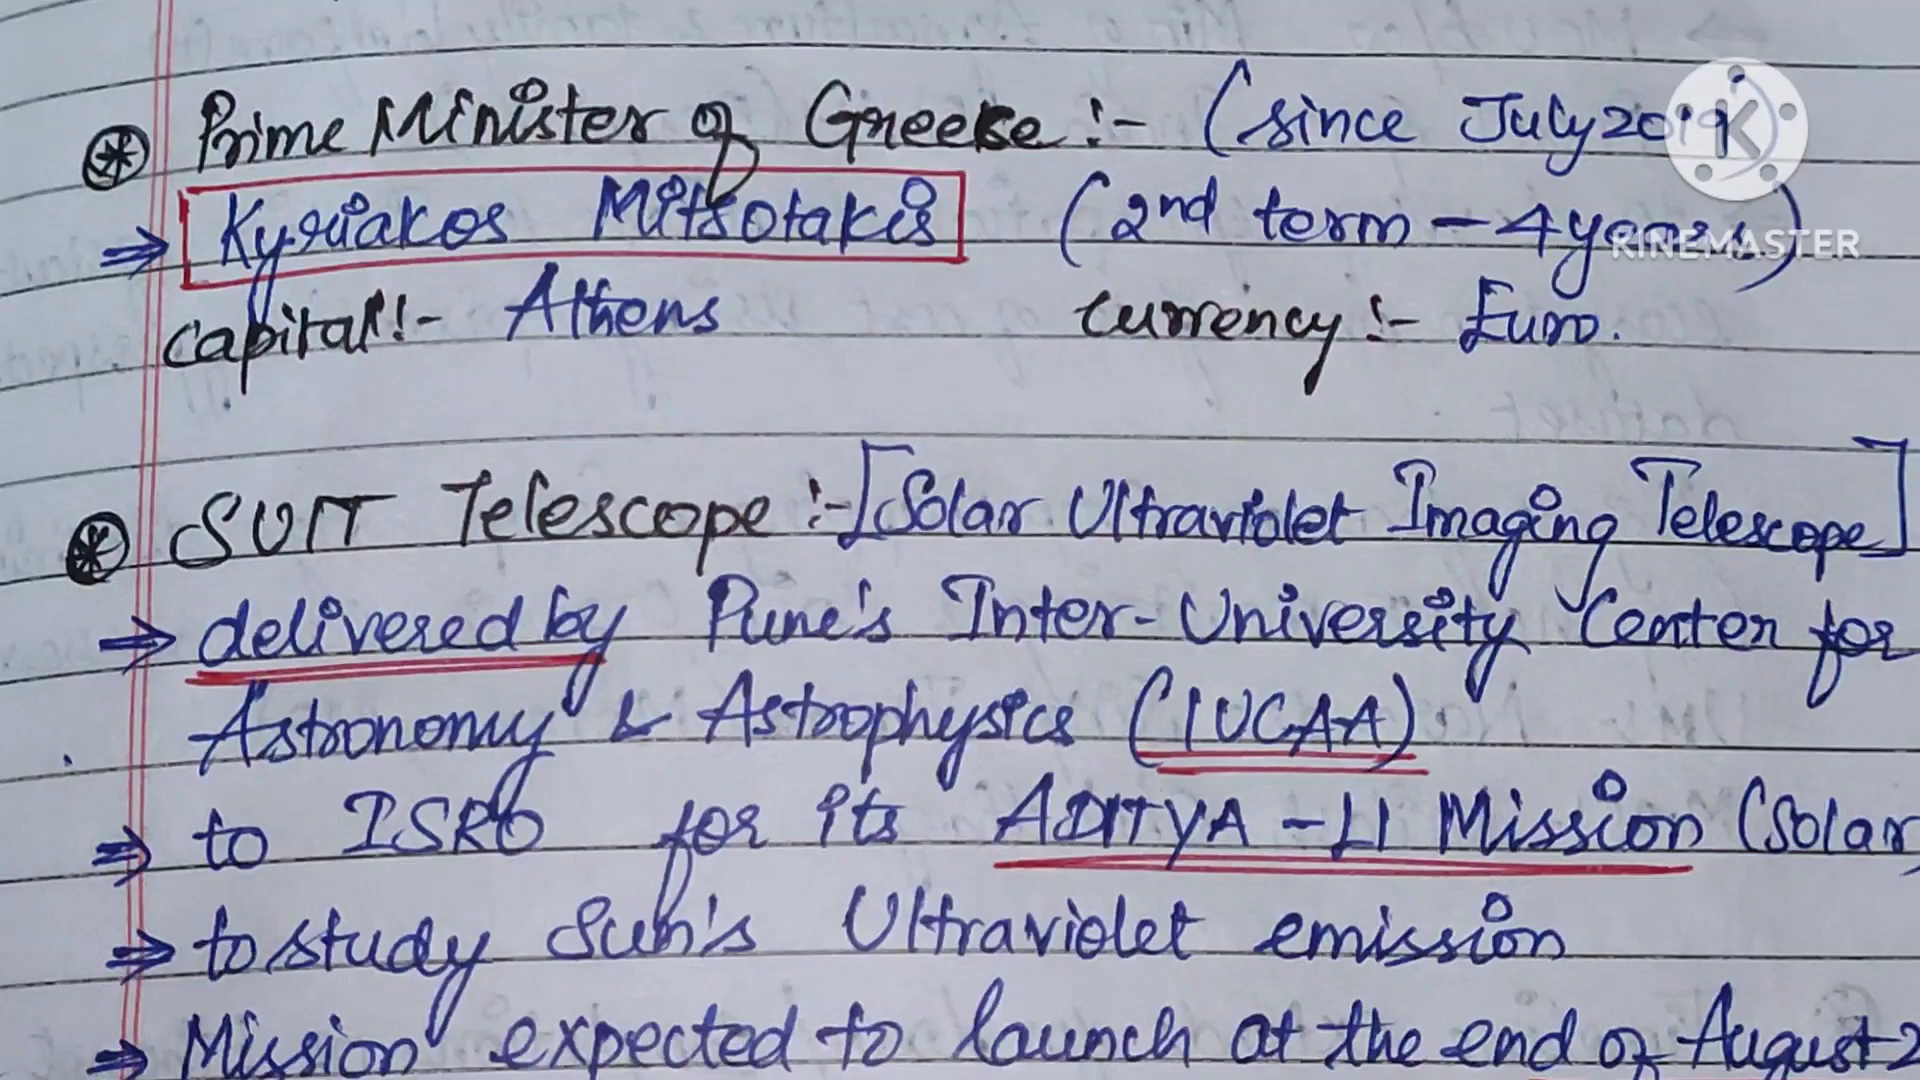 Prime Minister of Greeke :- (since July 2019
⇒ Kyriakos Mitsotakis (2nd term - 4 years)
KINEMASTER
capital :- Athens currency :- Euro.
SUIT Telescope :- [Solar Ultraviolet Imaging Telescope]
⇒ delivered by Pune's Inter-University Center for
Astronomy & Astrophysics (IUCAA)
⇒ to ISRO for its ADITYA-L1 Mission (Solar
⇒ to study Sun's Ultraviolet emission
⇒ Mission expected to launch at the end of August 2